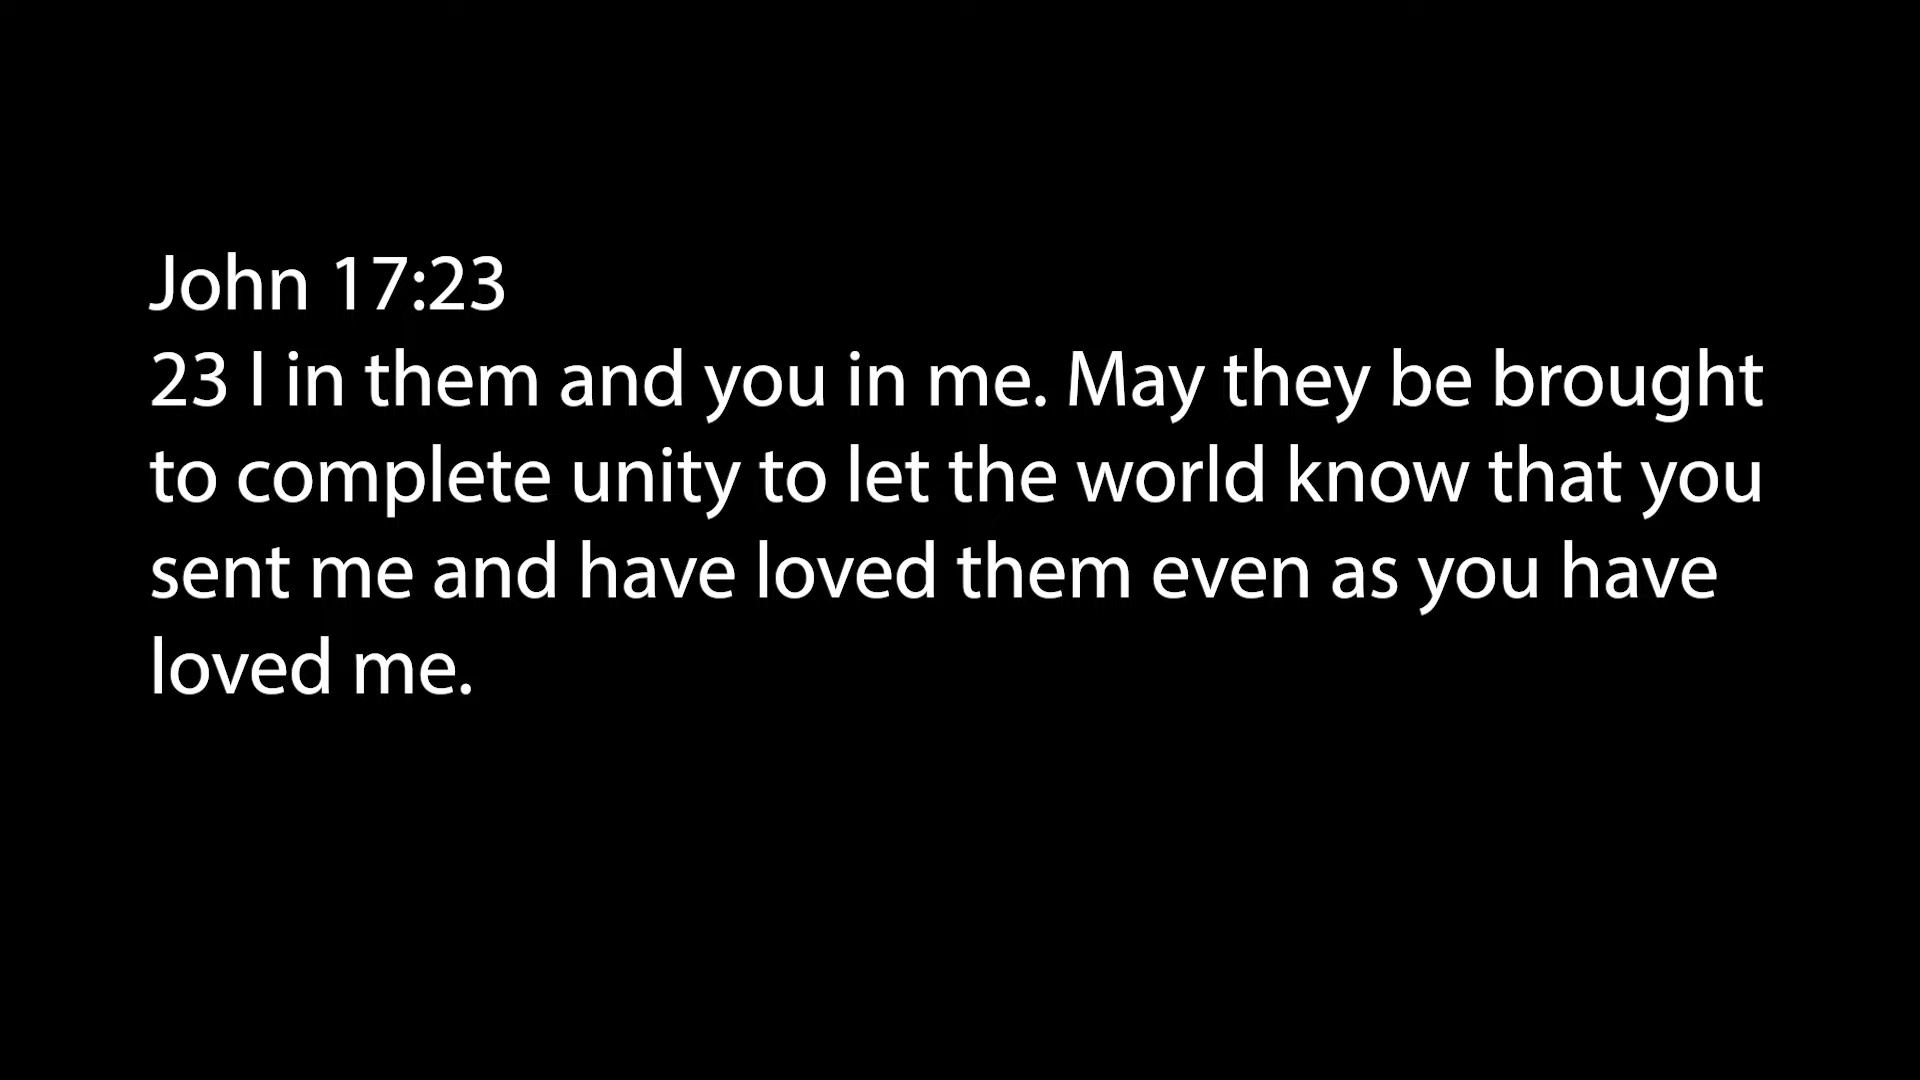 John 17:23
23 I in them and you in me. May they be brought
to complete unity to let the world know that you
sent me and have loved them even as you have
loved me.